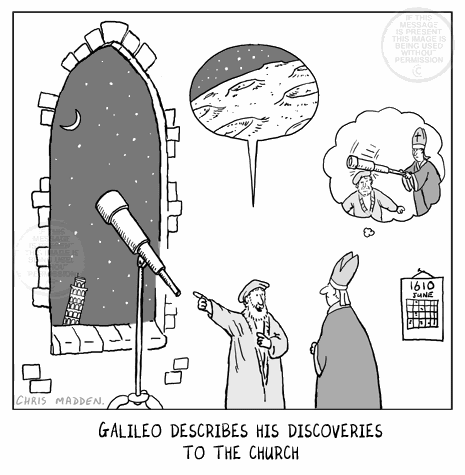 IF THIS
MESSAGE
IS PRESENT
THIS IMAGE IS
BEING USED
WITHOUT
PERMISSION
©
1610
JUNE
CHRIS MADDEN.
GALILEO DESCRIBES HIS DISCOVERIES
TO THE CHURCH